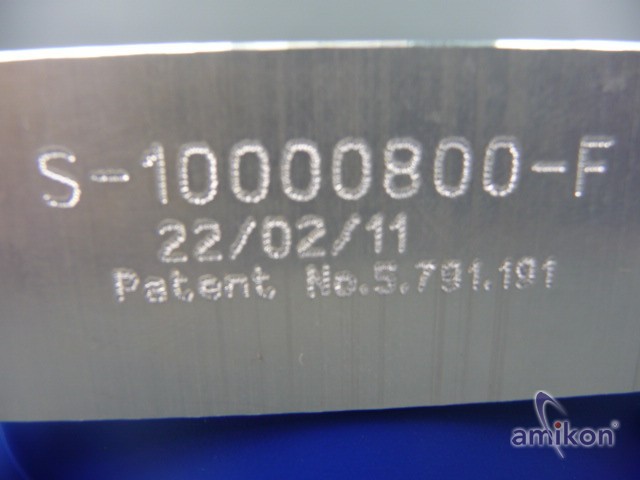 S-10000800-F
22/02/11
Patent No.5.791.191
amikon